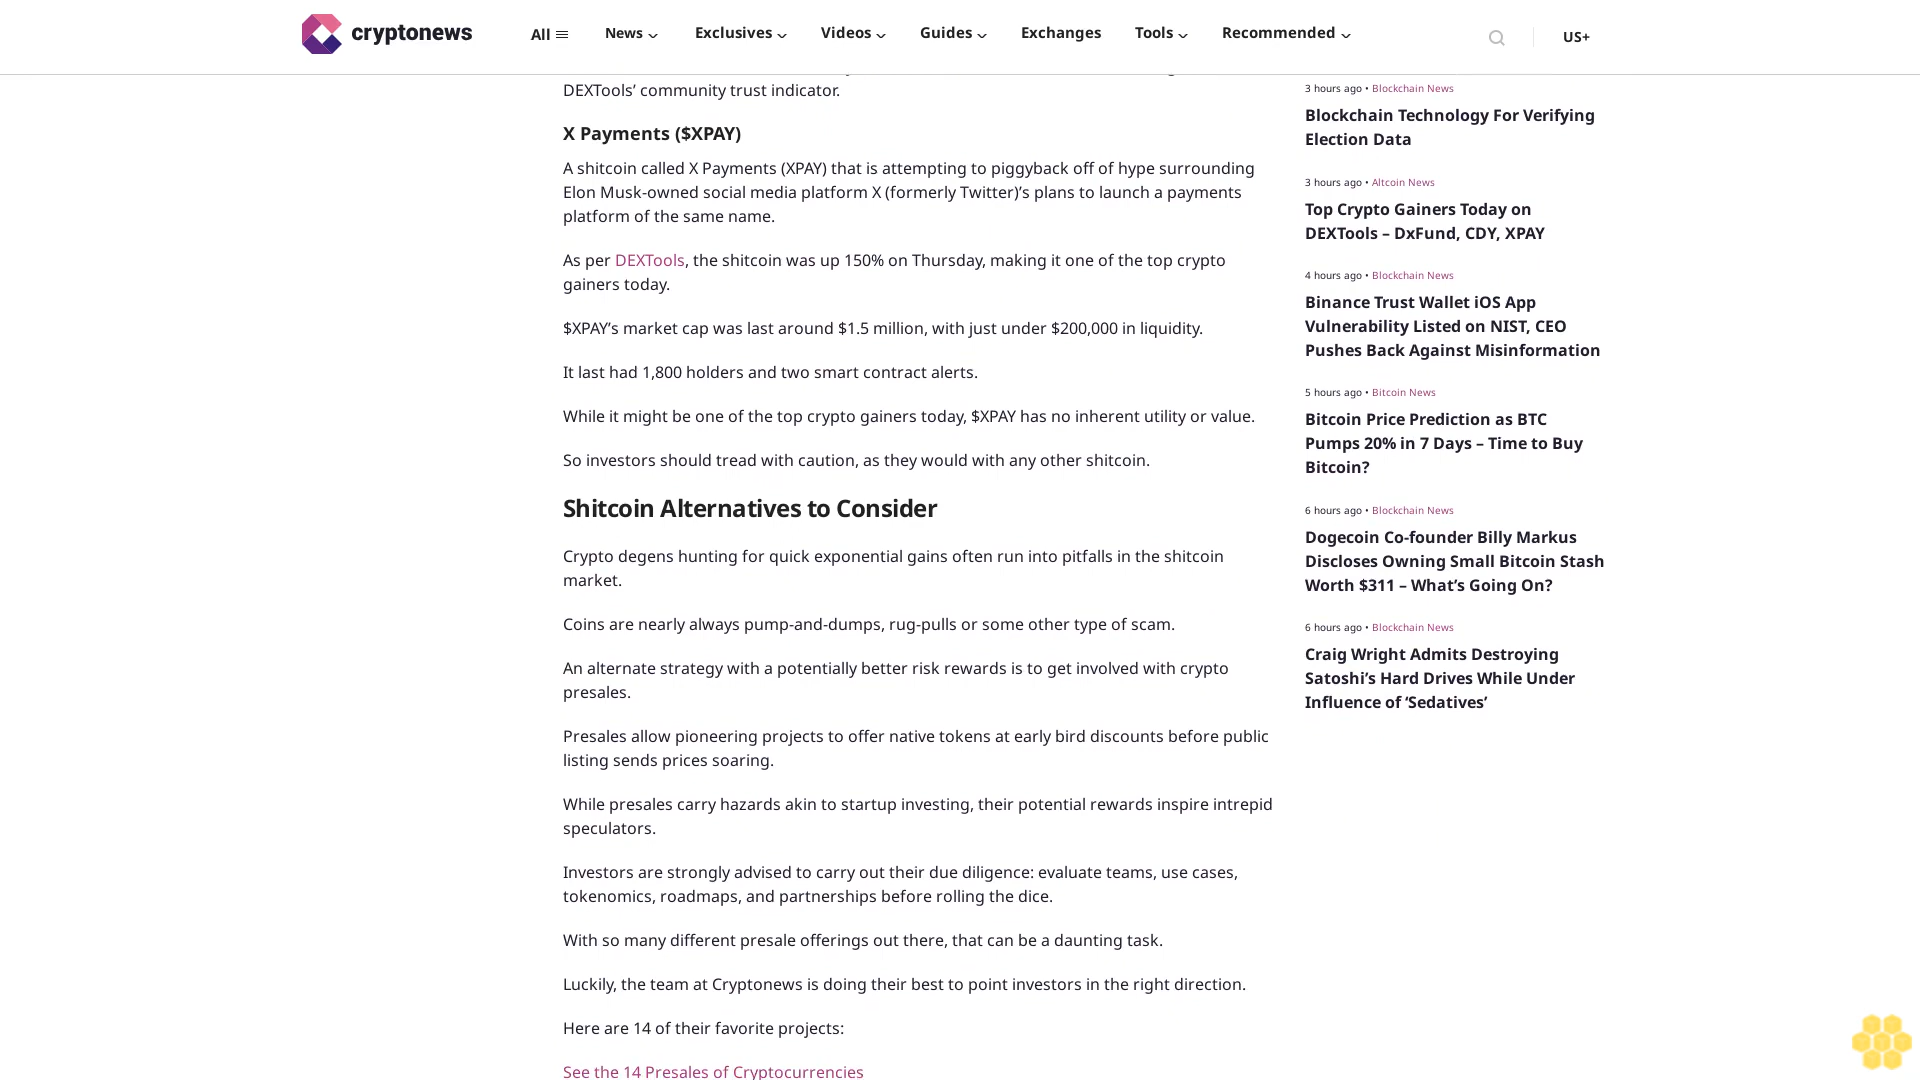 cryptonews
All
News
Exclusives
Videos
Guides
Exchanges
Tools
Recommended
US+
DEXTools’ community trust indicator.
X Payments ($XPAY)
A shitcoin called X Payments (XPAY) that is attempting to piggyback off of hype surrounding
Elon Musk-owned social media platform X (formerly Twitter)’s plans to launch a payments
platform of the same name.
As per DEXTools, the shitcoin was up 150% on Thursday, making it one of the top crypto
gainers today.
$XPAY’s market cap was last around $1.5 million, with just under $200,000 in liquidity.
It last had 1,800 holders and two smart contract alerts.
While it might be one of the top crypto gainers today, $XPAY has no inherent utility or value.
So investors should tread with caution, as they would with any other shitcoin.
Shitcoin Alternatives to Consider
Crypto degens hunting for quick exponential gains often run into pitfalls in the shitcoin
market.
Coins are nearly always pump-and-dumps, rug-pulls or some other type of scam.
An alternate strategy with a potentially better risk rewards is to get involved with crypto
presales.
Presales allow pioneering projects to offer native tokens at early bird discounts before public
listing sends prices soaring.
While presales carry hazards akin to startup investing, their potential rewards inspire intrepid
speculators.
Investors are strongly advised to carry out their due diligence: evaluate teams, use cases,
tokenomics, roadmaps, and partnerships before rolling the dice.
With so many different presale offerings out there, that can be a daunting task.
Luckily, the team at Cryptonews is doing their best to point investors in the right direction.
Here are 14 of their favorite projects:
See the 14 Presales of Cryptocurrencies
3 hours ago • Blockchain News
Blockchain Technology For Verifying
Election Data
3 hours ago • Altcoin News
Top Crypto Gainers Today on
DEXTools – DxFund, CDY, XPAY
4 hours ago • Blockchain News
Binance Trust Wallet iOS App
Vulnerability Listed on NIST, CEO
Pushes Back Against Misinformation
5 hours ago • Bitcoin News
Bitcoin Price Prediction as BTC
Pumps 20% in 7 Days – Time to Buy
Bitcoin?
6 hours ago • Blockchain News
Dogecoin Co-founder Billy Markus
Discloses Owning Small Bitcoin Stash
Worth $311 – What’s Going On?
6 hours ago • Blockchain News
Craig Wright Admits Destroying
Satoshi’s Hard Drives While Under
Influence of ‘Sedatives’